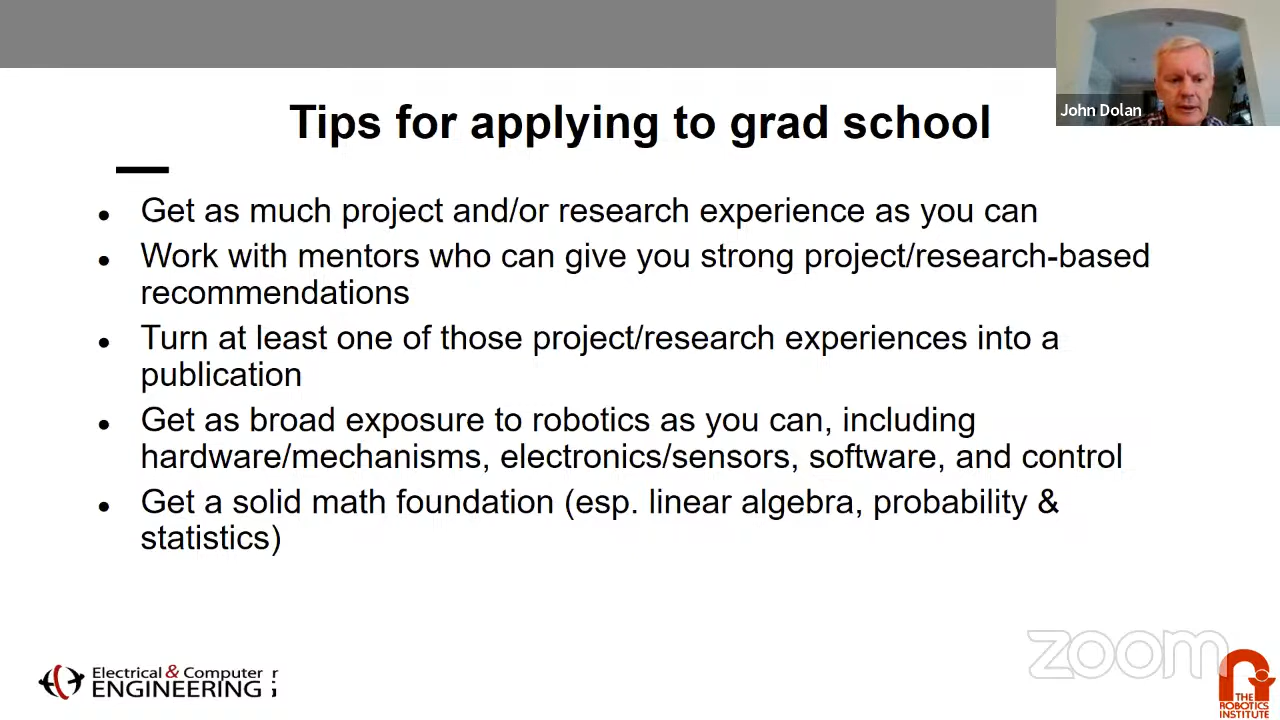 Tips for applying to grad school
John Dolan
● Get as much project and/or research experience as you can
● Work with mentors who can give you strong project/research-based
recommendations
● Turn at least one of those project/research experiences into a
publication
● Get as broad exposure to robotics as you can, including
hardware/mechanisms, electronics/sensors, software, and control
● Get a solid math foundation (esp. linear algebra, probability &
statistics)
zoom
Electrical & Computer
ENGINEERING
THE
ROBOTICS
INSTITUTE